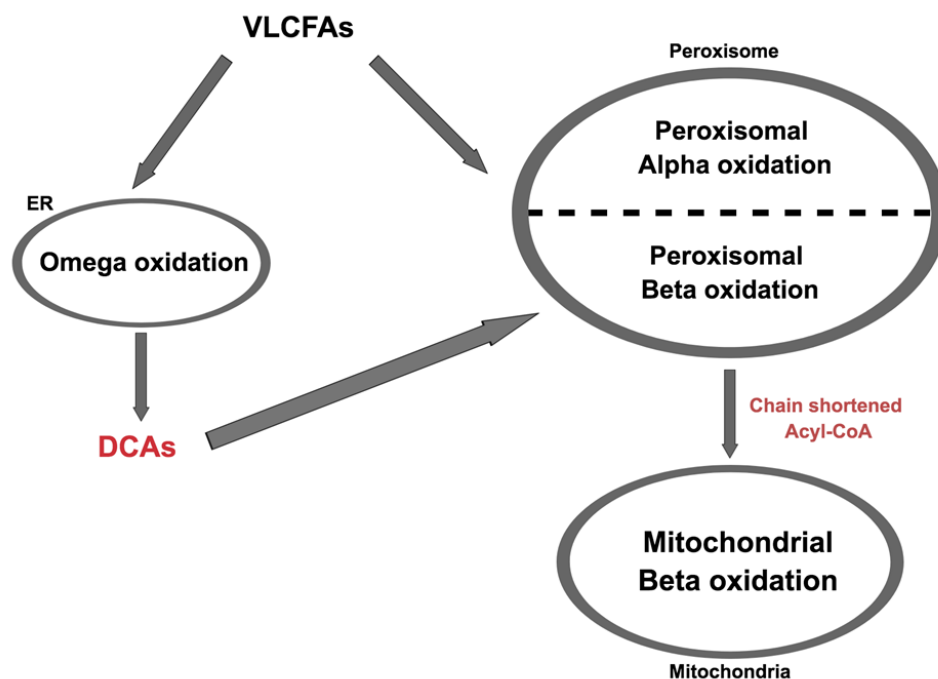 VLCFAs
Peroxisome
Peroxisomal
Alpha oxidation
ER
Omega oxidation
Peroxisomal
Beta oxidation
DCAs
Chain shortened
Acyl-CoA
Mitochondrial
Beta oxidation
Mitochondria